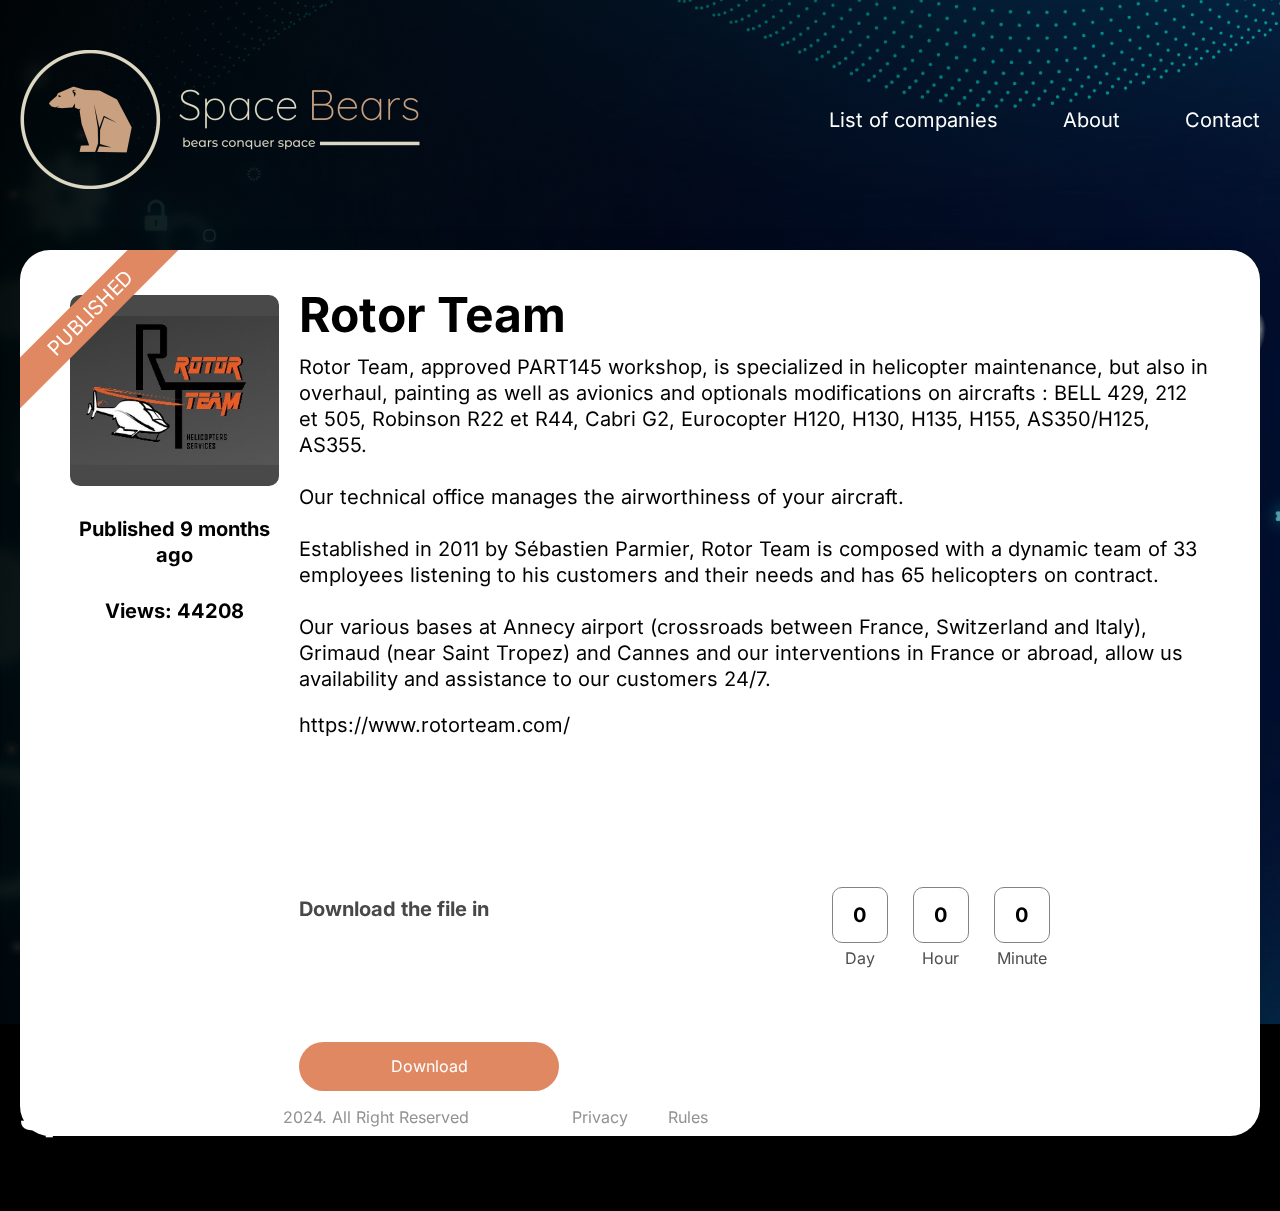 Space Bears
bears conquer space
List of companies
About
Contact
PUBLISHED
ROTOR
TEAM
HELICOPTERS
SERVICES
Published 9 months
ago
Views: 44208
Rotor Team
Rotor Team, approved PART145 workshop, is specialized in helicopter maintenance, but also in
overhaul, painting as well as avionics and optionals modifications on aircrafts : BELL 429, 212
et 505, Robinson R22 et R44, Cabri G2, Eurocopter H120, H130, H135, H155, AS350/H125,
AS355.
Our technical office manages the airworthiness of your aircraft.
Established in 2011 by Sébastien Parmier, Rotor Team is composed with a dynamic team of 33
employees listening to his customers and their needs and has 65 helicopters on contract.
Our various bases at Annecy airport (crossroads between France, Switzerland and Italy),
Grimaud (near Saint Tropez) and Cannes and our interventions in France or abroad, allow us
availability and assistance to our customers 24/7.
https://www.rotorteam.com/
Download the file in
0 0 0
Day Hour Minute
Download
2024. All Right Reserved
Privacy
Rules